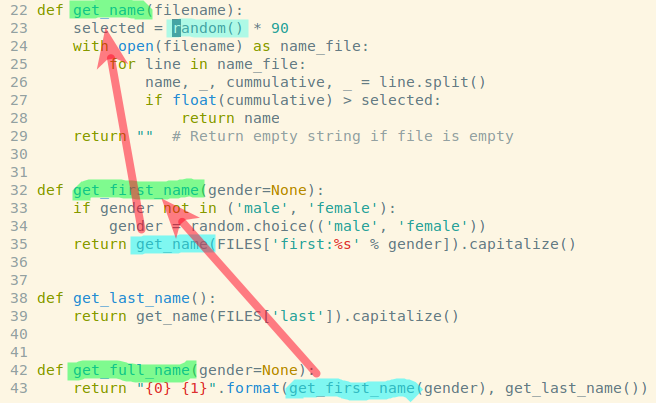 22 def get_name(filename):
23     selected = random() * 90
24     with open(filename) as name_file:
25         for line in name_file:
26             name, _, cummulative, _ = line.split()
27             if float(cummulative) > selected:
28                 return name
29     return ""  # Return empty string if file is empty
30
31
32 def get_first_name(gender=None):
33     if gender not in ('male', 'female'):
34         gender = random.choice(('male', 'female'))
35     return get_name(FILES['first:%s' % gender]).capitalize()
36
37
38 def get_last_name():
39     return get_name(FILES['last']).capitalize()
40
41
42 def get_full_name(gender=None):
43     return "{0} {1}".format(get_first_name(gender), get_last_name())